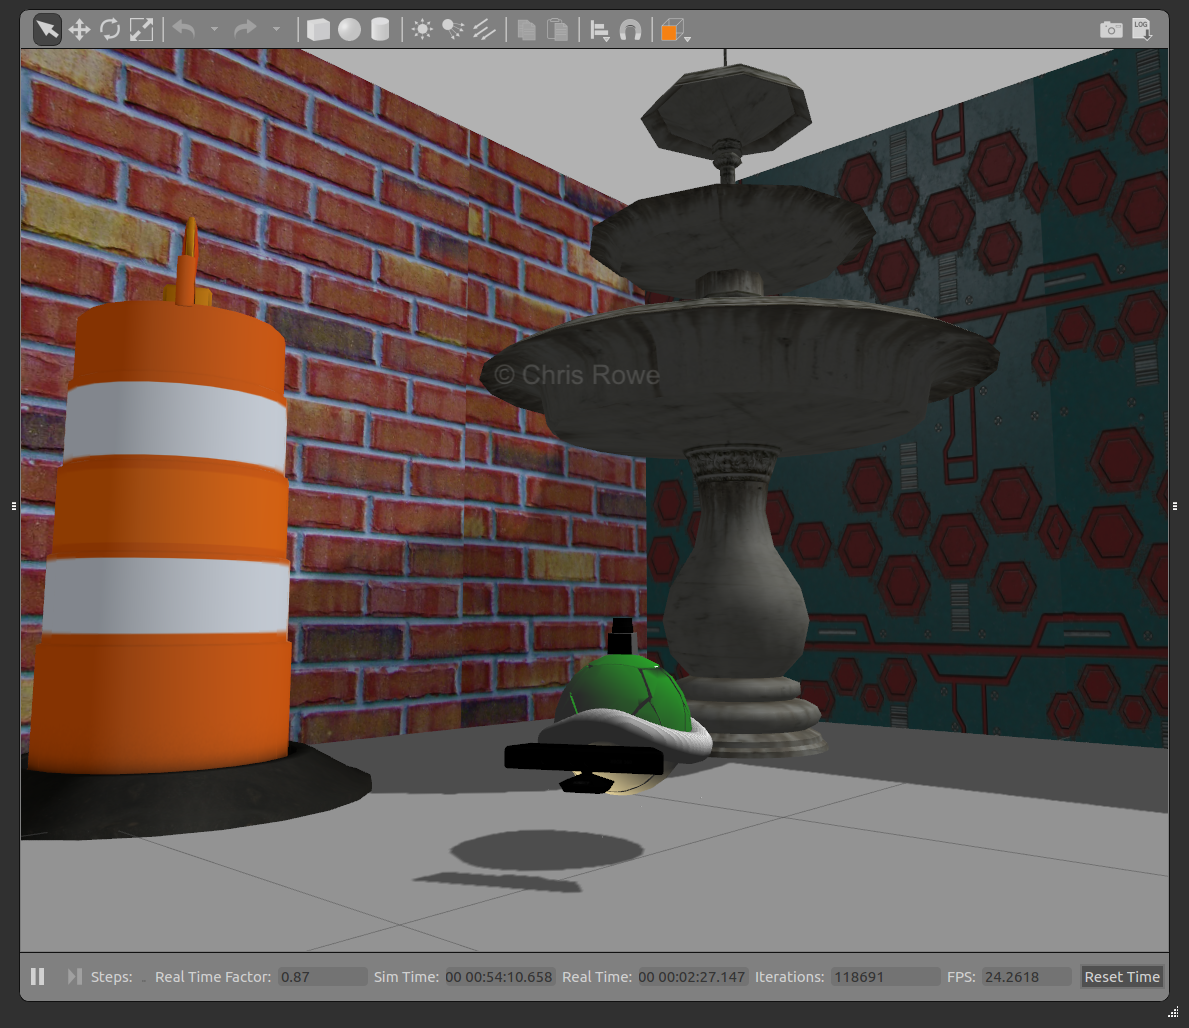 LOG
© Chris Rowe
Steps: Real Time Factor: 0.87 Sim Time: 00 00:54:10.658 Real Time: 00 00:02:27.147 Iterations: 118691 FPS: 24.2618 Reset Time